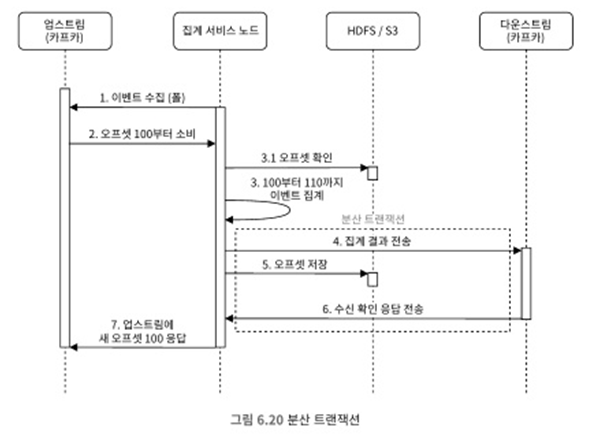 업스트림
(카프카)
집계 서비스 노드
HDFS / S3
다운스트림
(카프카)
1. 이벤트 수집 (폴)
2. 오프셋 100부터 소비
3.1 오프셋 확인
3. 100부터 110까지
이벤트 집계
분산 트랜잭션
4. 집계 결과 전송
5. 오프셋 저장
6. 수신 확인 응답 전송
7. 업스트림에
새 오프셋 100 응답
그림 6.20 분산 트랜잭션